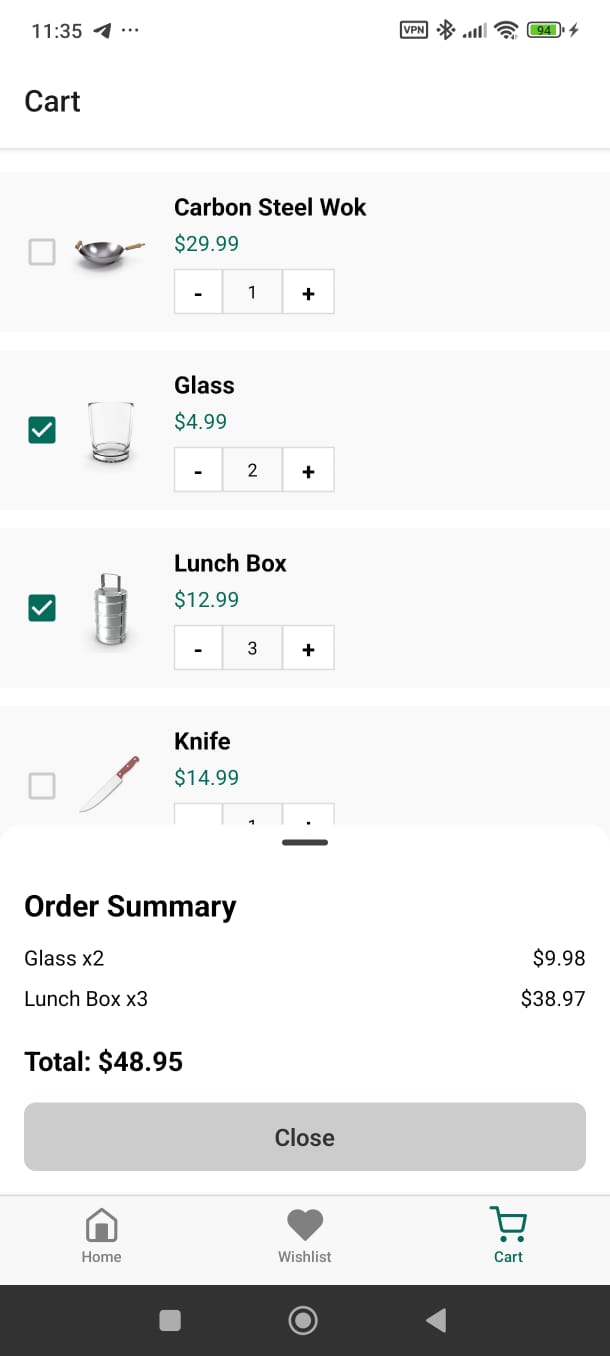 11:35 ...
VPN 94
Cart
Carbon Steel Wok
$29.99
- 1 +
Glass
$4.99
- 2 +
Lunch Box
$12.99
- 3 +
Knife
$14.99
Order Summary
Glass x2 $9.98
Lunch Box x3 $38.97
Total: $48.95
Close
Home Wishlist Cart